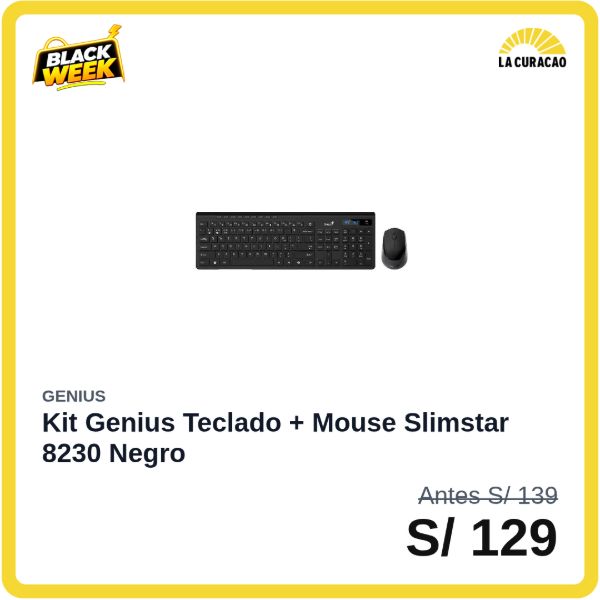 BLACK
WEEK
LA CURACAO
GENIUS
Kit Genius Teclado + Mouse Slimstar
8230 Negro
Antes S/ 139
S/ 129